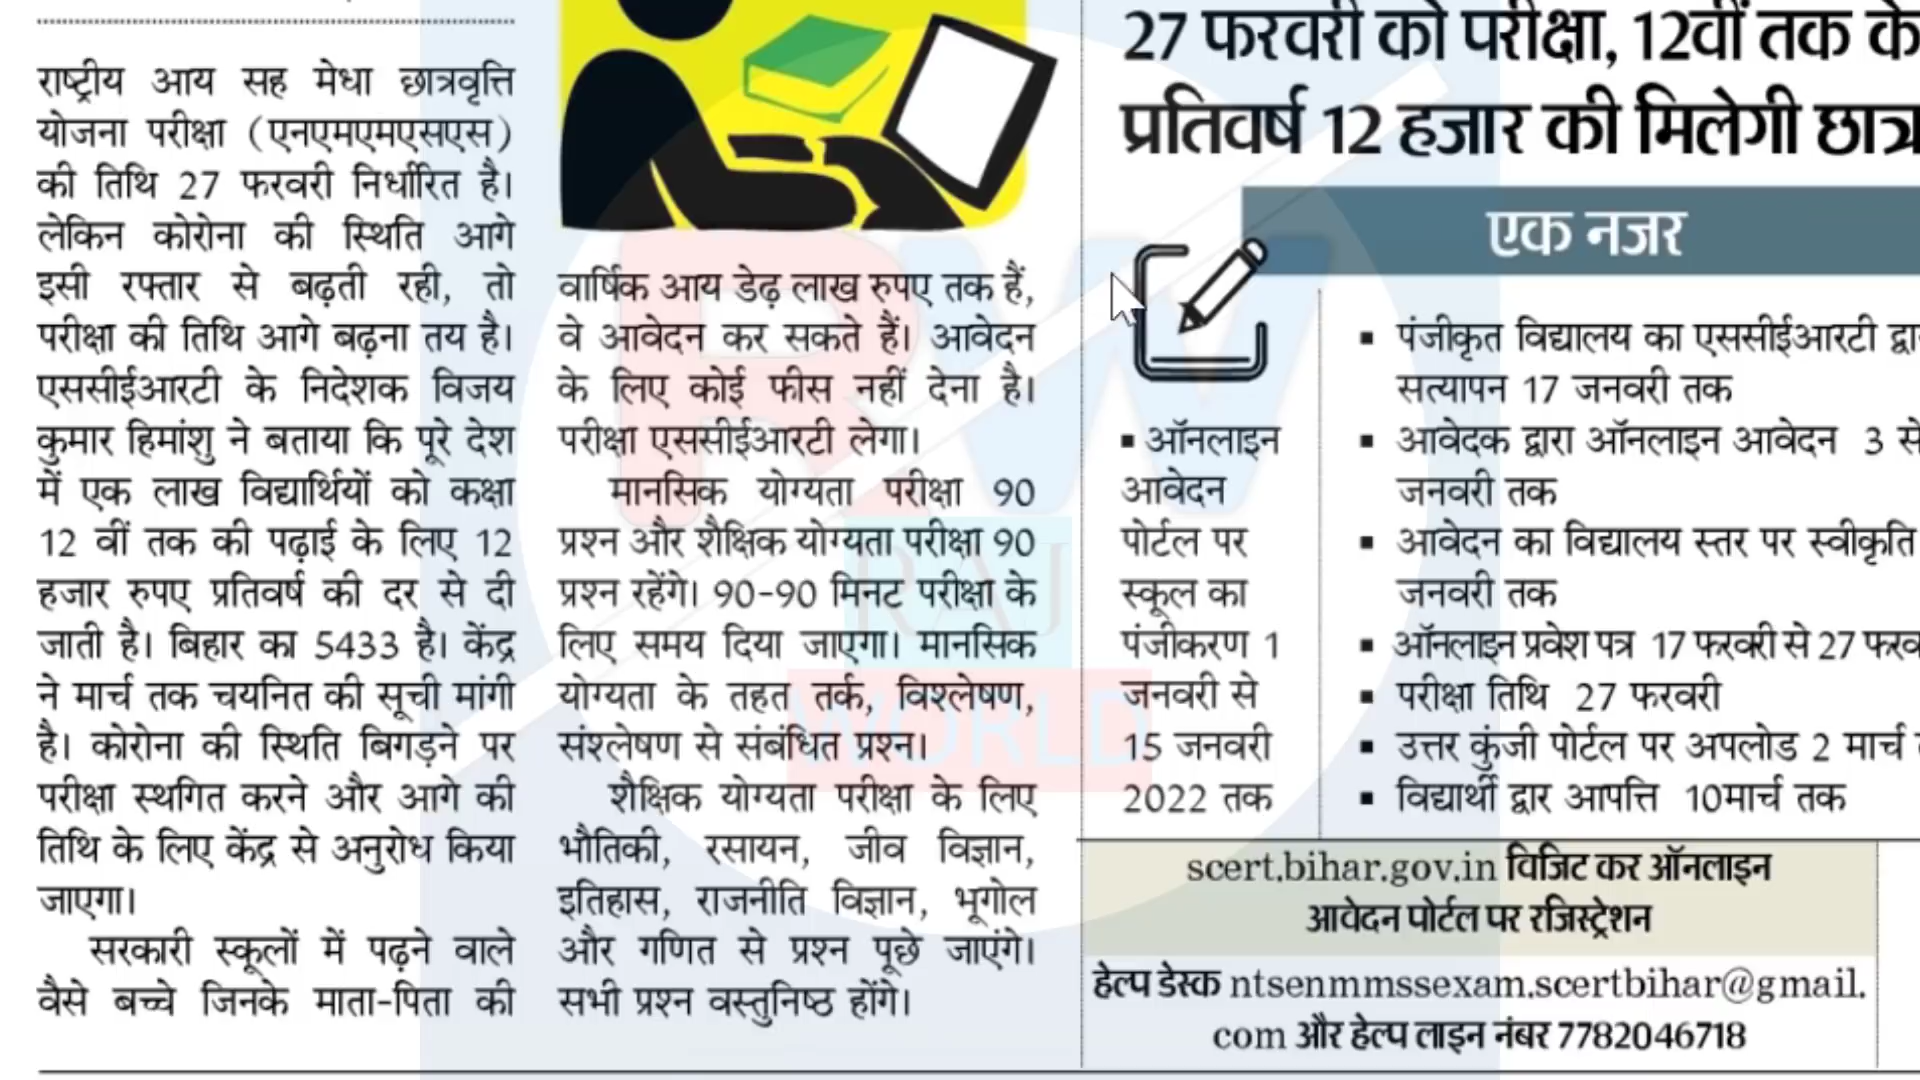 राष्ट्रीय आय सह मेधा छात्रवृत्ति
योजना परीक्षा (एनएमएमएसएस)
की तिथि 27 फरवरी निर्धारित है।
लेकिन कोरोना की स्थिति आगे
इसी रफ्तार से बढ़ती रही, तो
परीक्षा की तिथि आगे बढ़ना तय है।
एससीईआरटी के निदेशक विजय
कुमार हिमांशु ने बताया कि पूरे देश
में एक लाख विद्यार्थियों को कक्षा
12 वीं तक की पढ़ाई के लिए 12
हजार रुपए प्रतिवर्ष की दर से दी
जाती है। बिहार का 5433 है। केंद्र
ने मार्च तक चयनित की सूची मांगी
है। कोरोना की स्थिति बिगड़ने पर
परीक्षा स्थगित करने और आगे की
तिथि के लिए केंद्र से अनुरोध किया
जाएगा।
सरकारी स्कूलों में पढ़ने वाले
वैसे बच्चे जिनके माता-पिता की
वार्षिक आय डेढ़ लाख रुपए तक हैं,
वे आवेदन कर सकते हैं। आवेदन
के लिए कोई फीस नहीं देना है।
परीक्षा एससीईआरटी लेगा।
मानसिक योग्यता परीक्षा 90
प्रश्न और शैक्षिक योग्यता परीक्षा 90
प्रश्न रहेंगे। 90-90 मिनट परीक्षा के
लिए समय दिया जाएगा। मानसिक
योग्यता के तहत तर्क, विश्लेषण,
संश्लेषण से संबंधित प्रश्न।
शैक्षिक योग्यता परीक्षा के लिए
भौतिकी, रसायन, जीव विज्ञान,
इतिहास, राजनीति विज्ञान, भूगोल
और गणित से प्रश्न पूछे जाएंगे।
सभी प्रश्न वस्तुनिष्ठ होंगे।
27 फरवरी को परीक्षा, 12वीं तक के
प्रतिवर्ष 12 हजार की मिलेगी छात्र
एक नजर
▪ ऑनलाइन
आवेदन
पोर्टल पर
स्कूल का
पंजीकरण 1
जनवरी से
15 जनवरी
2022 तक
▪ पंजीकृत विद्यालय का एससीईआरटी
सत्यापन 17 जनवरी तक
▪ आवेदक द्वारा ऑनलाइन आवेदन 3 से
जनवरी तक
▪ आवेदन का विद्यालय स्तर पर स्वीकृति
जनवरी तक
▪ ऑनलाइन प्रवेश पत्र 17 फरवरी से 27
▪ परीक्षा तिथि 27 फरवरी
▪ उत्तर कुंजी पोर्टल पर अपलोड 2 मार्च
▪ विद्यार्थी द्वार आपत्ति 10मार्च तक
scert.bihar.gov.in विजिट कर ऑनलाइन
आवेदन पोर्टल पर रजिस्ट्रेशन
हेल्प डेस्क ntsenmmssexam.scertbihar@gmail.
com और हेल्प लाइन नंबर 7782046718
RW
RAJ
WORLD